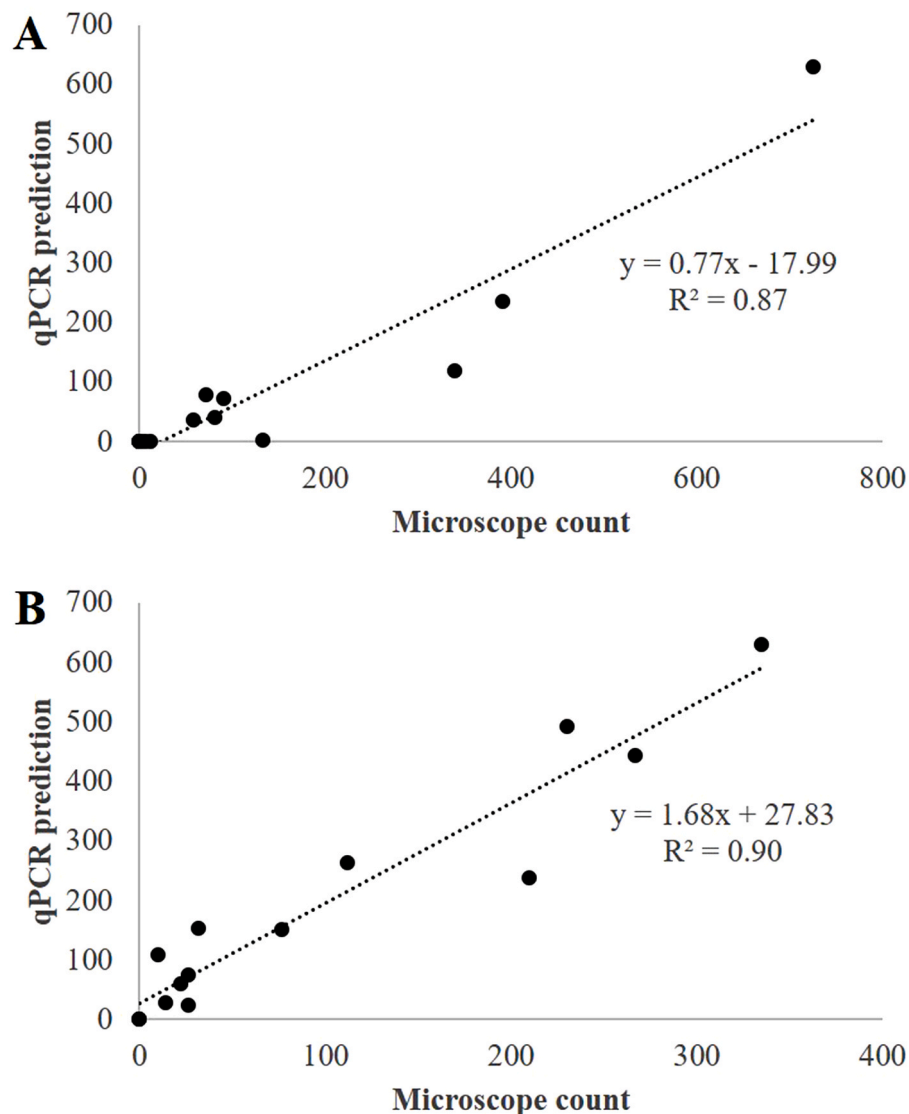 A
700
600
500
400
300
200
100
0
qPCR prediction
y = 0.77x - 17.99
R² = 0.87
0 200 400 600 800
Microscope count
B
700
600
500
400
300
200
100
0
qPCR prediction
y = 1.68x + 27.83
R² = 0.90
0 100 200 300 400
Microscope count